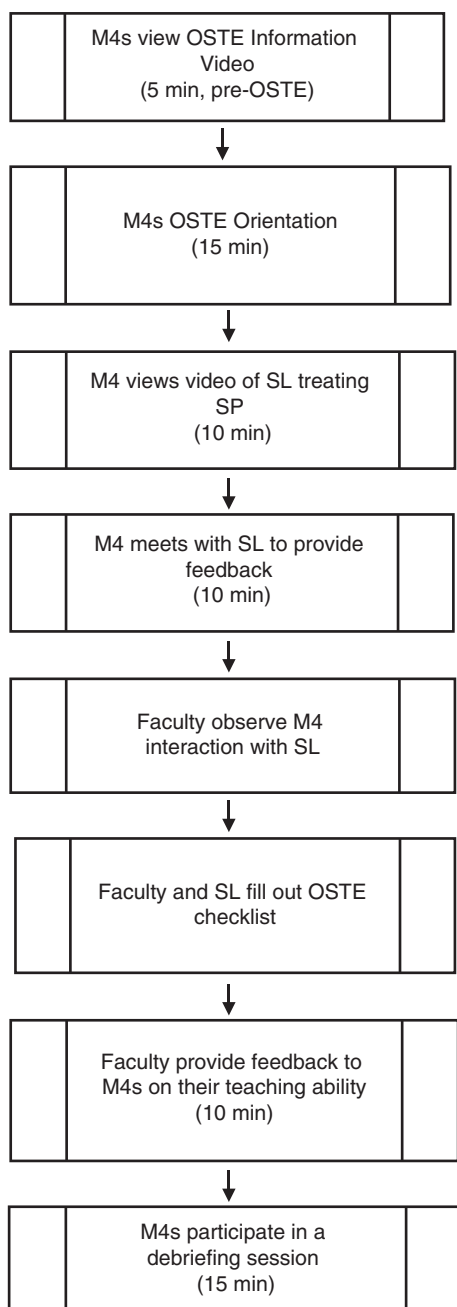 M4s view OSTE Information
Video
(5 min, pre-OSTE)
M4s OSTE Orientation
(15 min)
M4 views video of SL treating
SP
(10 min)
M4 meets with SL to provide
feedback
(10 min)
Faculty observe M4
interaction with SL
Faculty and SL fill out OSTE
checklist
Faculty provide feedback to
M4s on their teaching ability
(10 min)
M4s participate in a
debriefing session
(15 min)